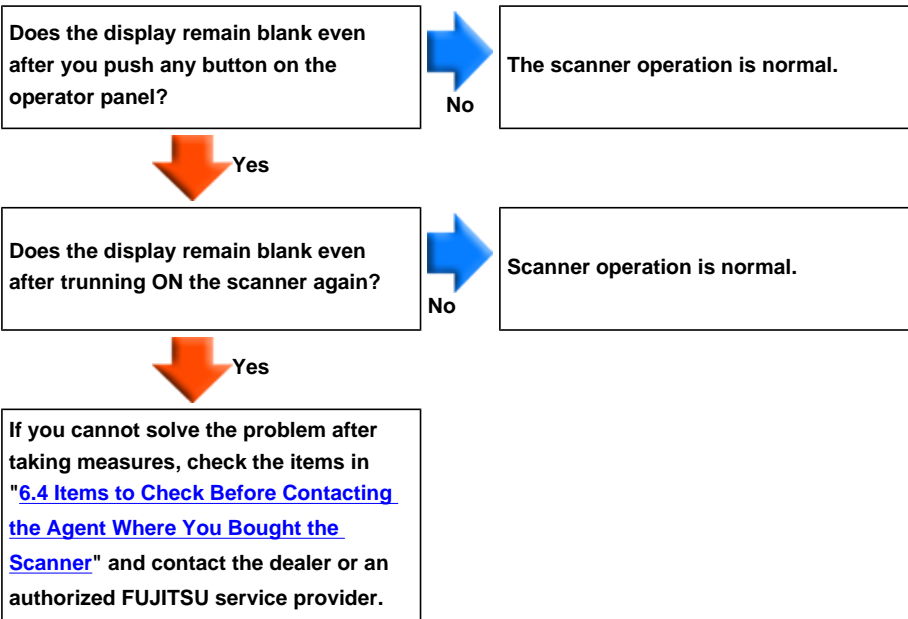 Does the display remain blank even
after you push any button on the
operator panel?
No
The scanner operation is normal.
Yes
Does the display remain blank even
after trunning ON the scanner again?
No
Scanner operation is normal.
Yes
If you cannot solve the problem after
taking measures, check the items in
"6.4 Items to Check Before Contacting
the Agent Where You Bought the
Scanner" and contact the dealer or an
authorized FUJITSU service provider.